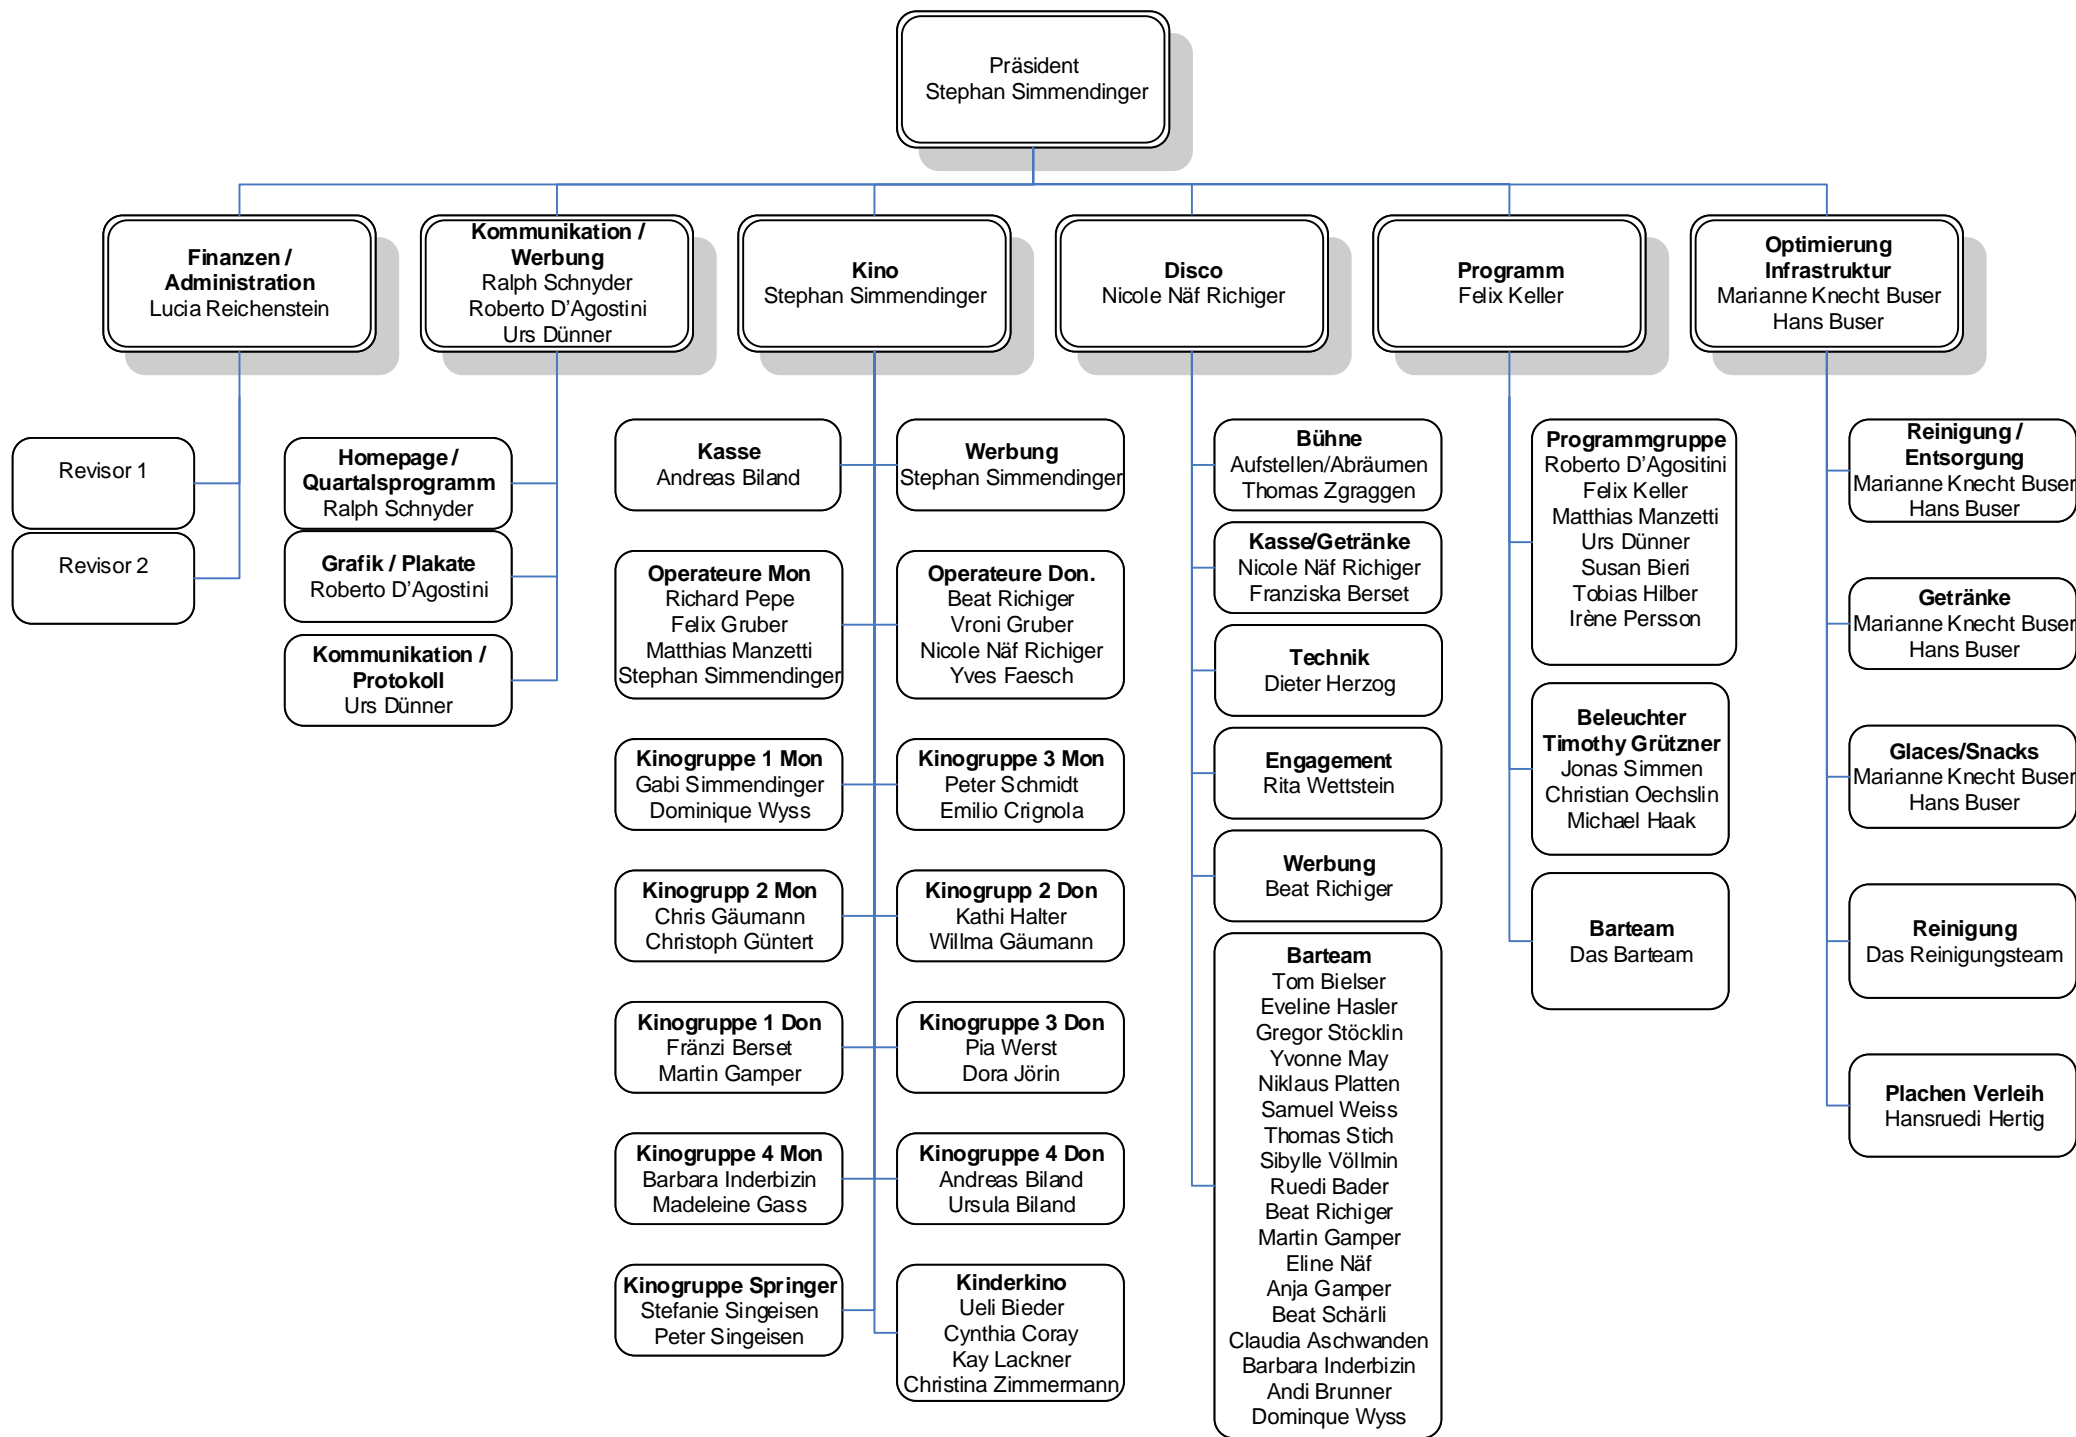 Präsident
Stephan Simmendinger
Finanzen /
Administration
Lucia Reichenstein
Kommunikation /
Werbung
Ralph Schnyder
Roberto D'Agostini
Urs Dünner
Kino
Stephan Simmendinger
Disco
Nicole Näf Richiger
Programm
Felix Keller
Optimierung
Infrastruktur
Marianne Knecht Buser
Hans Buser
Revisor 1
Revisor 2
Homepage /
Quartalsprogramm
Ralph Schnyder
Grafik / Plakate
Roberto D'Agostini
Kommunikation /
Protokoll
Urs Dünner
Kasse
Andreas Biland
Werbung
Stephan Simmendinger
Operateure Mon
Richard Pepe
Felix Gruber
Matthias Manzetti
Stephan Simmendinger
Operateure Don.
Beat Richiger
Vroni Gruber
Nicole Näf Richiger
Yves Faesch
Kinogruppe 1 Mon
Gabi Simmendinger
Dominique Wyss
Kinogruppe 3 Mon
Peter Schmidt
Emilio Crignola
Kinogrupp 2 Mon
Chris Gäumann
Christoph Güntert
Kinogrupp 2 Don
Kathi Halter
Willma Gäumann
Kinogruppe 1 Don
Fränzi Berset
Martin Gamper
Kinogruppe 3 Don
Pia Werst
Dora Jörin
Kinogruppe 4 Mon
Barbara Inderbizin
Madeleine Gass
Kinogruppe 4 Don
Andreas Biland
Ursula Biland
Kinogruppe Springer
Stefanie Singeisen
Peter Singeisen
Kinderkino
Ueli Bieder
Cynthia Coray
Kay Lackner
Christina Zimmermann
Bühne
Aufstellen/Abräumen
Thomas Zgraggen
Kasse/Getränke
Nicole Näf Richiger
Franziska Berset
Technik
Dieter Herzog
Engagement
Rita Wettstein
Werbung
Beat Richiger
Barteam
Tom Bielser
Eveline Hasler
Gregor Stöcklin
Yvonne May
Niklaus Platten
Samuel Weiss
Thomas Stich
Sibylle Völlmin
Ruedi Bader
Beat Richiger
Martin Gamper
Eline Näf
Anja Gamper
Beat Schärli
Claudia Aschwanden
Barbara Inderbizin
Andi Brunner
Dominque Wyss
Programmgruppe
Roberto D'Agositini
Felix Keller
Matthias Manzetti
Urs Dünner
Susan Bieri
Tobias Hilber
Irène Persson
Beleuchter
Timothy Grützner
Jonas Simmen
Christian Oechslin
Michael Haak
Barteam
Das Barteam
Reinigung /
Entsorgung
Marianne Knecht Buser
Hans Buser
Getränke
Marianne Knecht Buser
Hans Buser
Glaces/Snacks
Marianne Knecht Buser
Hans Buser
Reinigung
Das Reinigungsteam
Plachen Verleih
Hansruedi Hertig